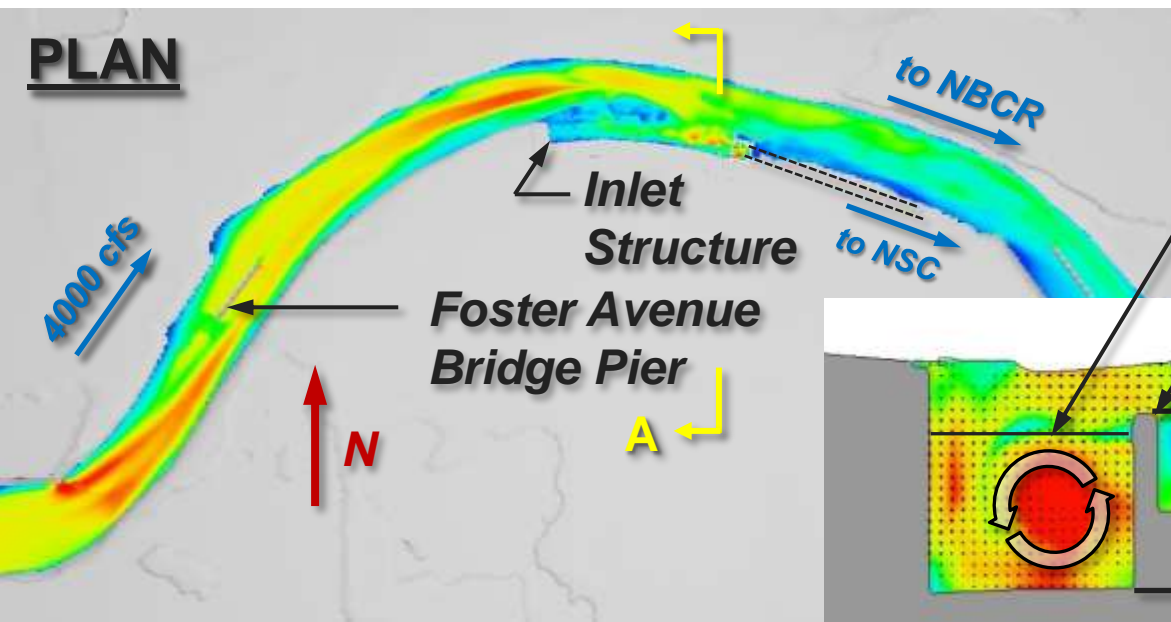 PLAN
to NBCR
Inlet
Structure
to NSC
4000 cfs
Foster Avenue
Bridge Pier
N
A